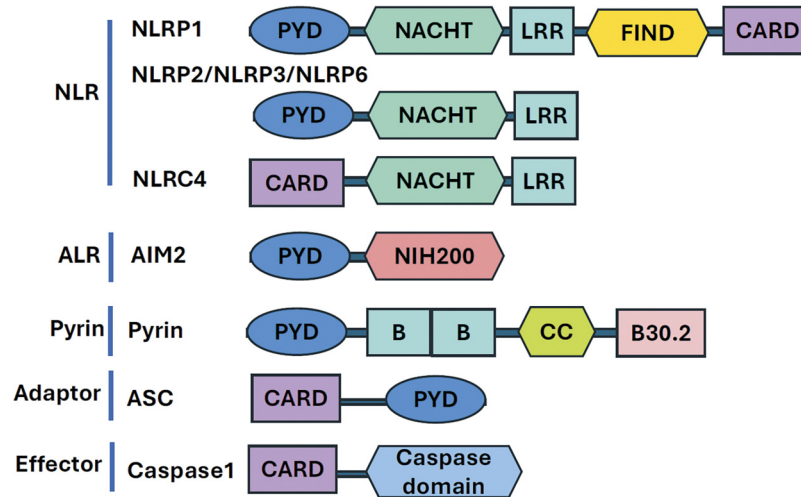 NLR
NLRP1
PYD NACHT LRR FIND CARD
NLRP2/NLRP3/NLRP6
PYD NACHT LRR
NLRC4
CARD NACHT LRR
ALR AIM2 PYD NIH200
Pyrin Pyrin PYD B B CC B30.2
Adaptor ASC CARD PYD
Effector Caspase1 CARD Caspase
domain